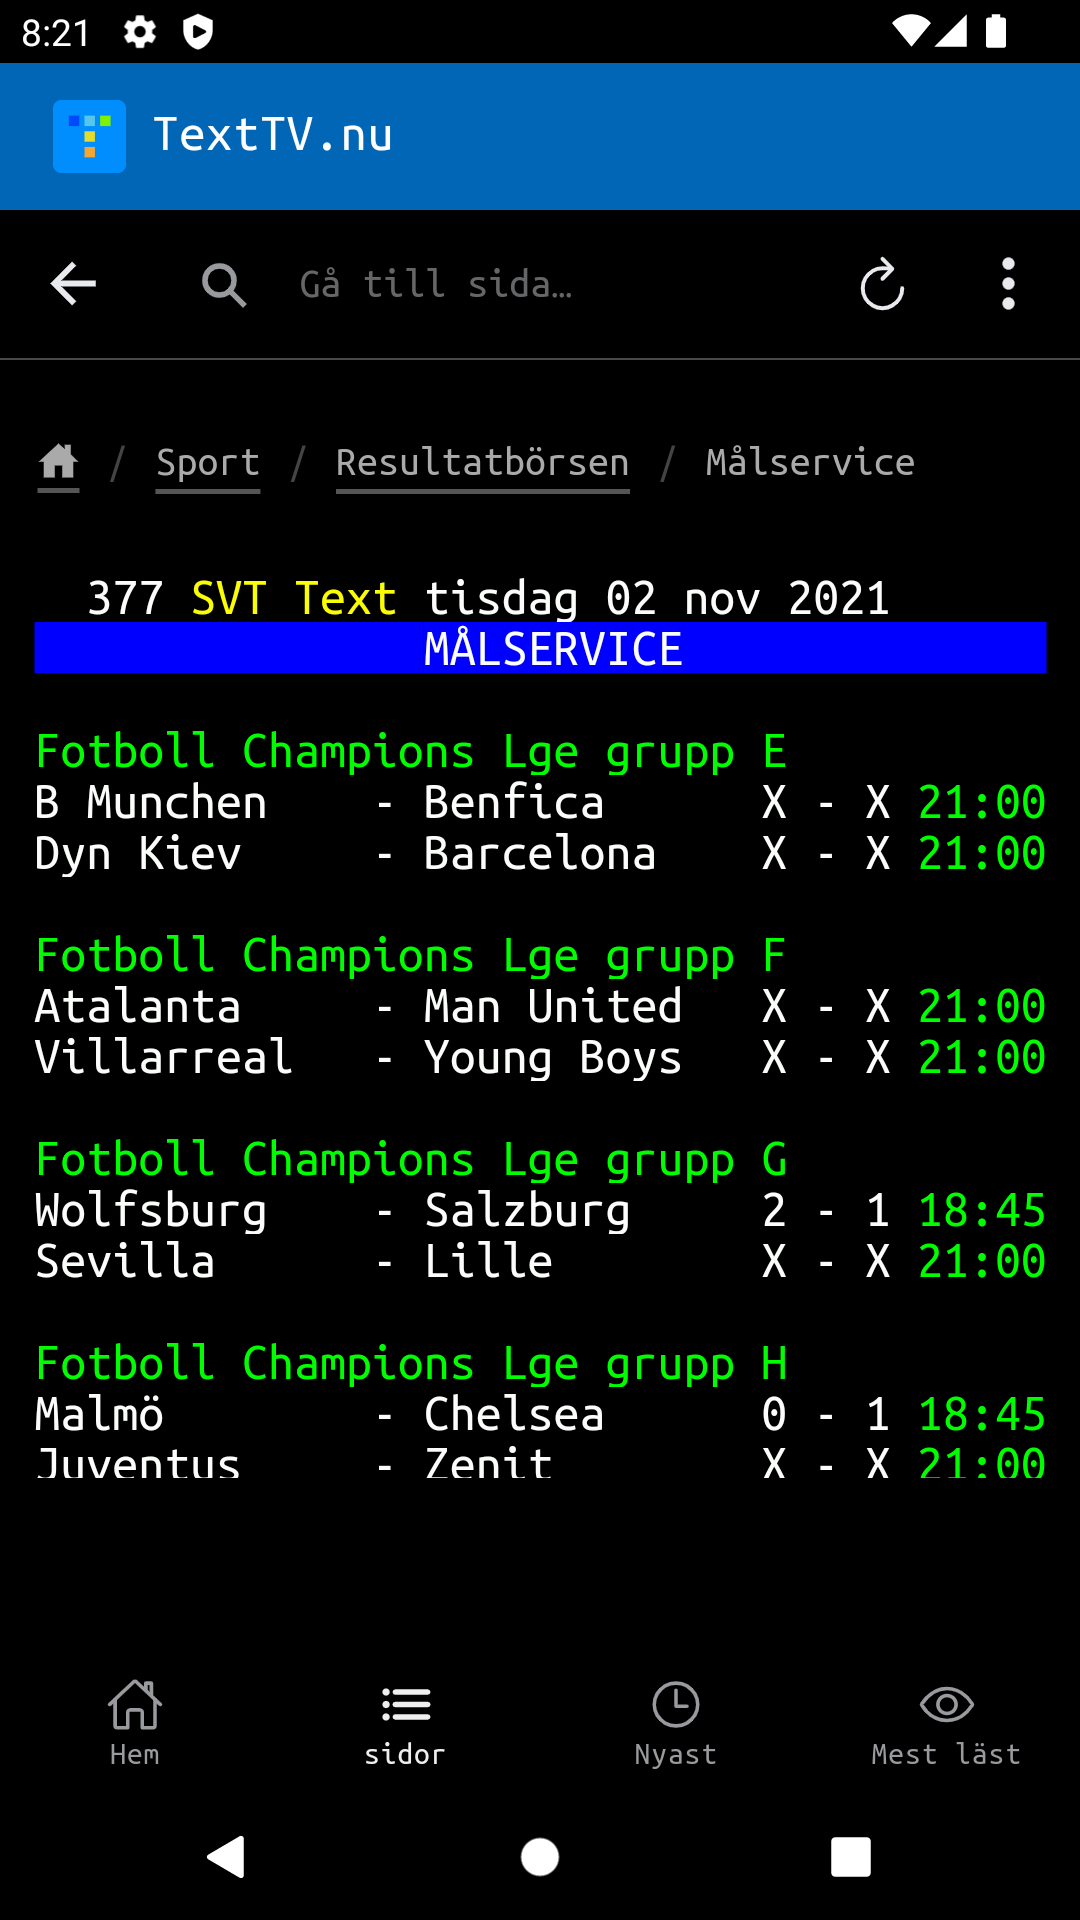 8:21
TextTV.nu
Gå till sida…
/ Sport / Resultatbörsen / Målservice
377 SVT Text tisdag 02 nov 2021
MÅLSERVICE
Fotboll Champions Lge grupp E
B Munchen - Benfica X - X 21:00
Dyn Kiev - Barcelona X - X 21:00
Fotboll Champions Lge grupp F
Atalanta - Man United X - X 21:00
Villarreal - Young Boys X - X 21:00
Fotboll Champions Lge grupp G
Wolfsburg - Salzburg 2 - 1 18:45
Sevilla - Lille X - X 21:00
Fotboll Champions Lge grupp H
Malmö - Chelsea 0 - 1 18:45
Juventus - Zenit X - X 21:00
Hem sidor Nyast Mest läst